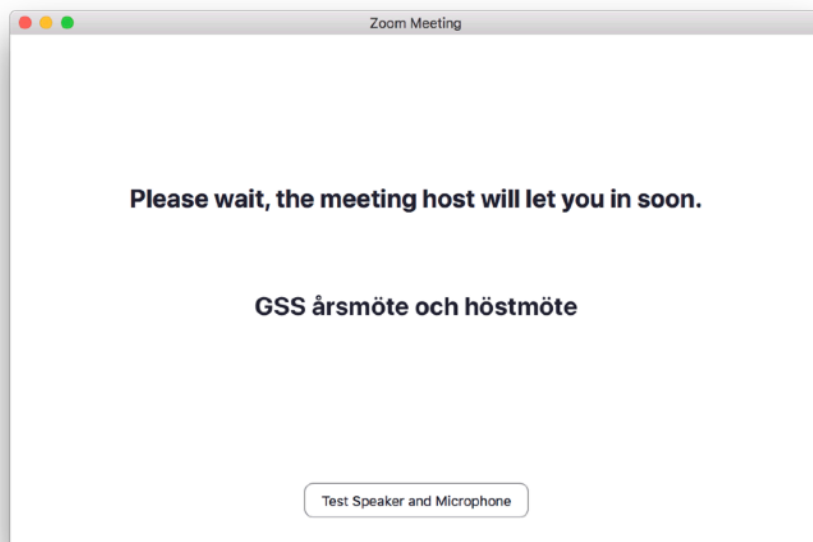 Zoom Meeting
Please wait, the meeting host will let you in soon.
GSS årsmöte och höstmöte
Test Speaker and Microphone